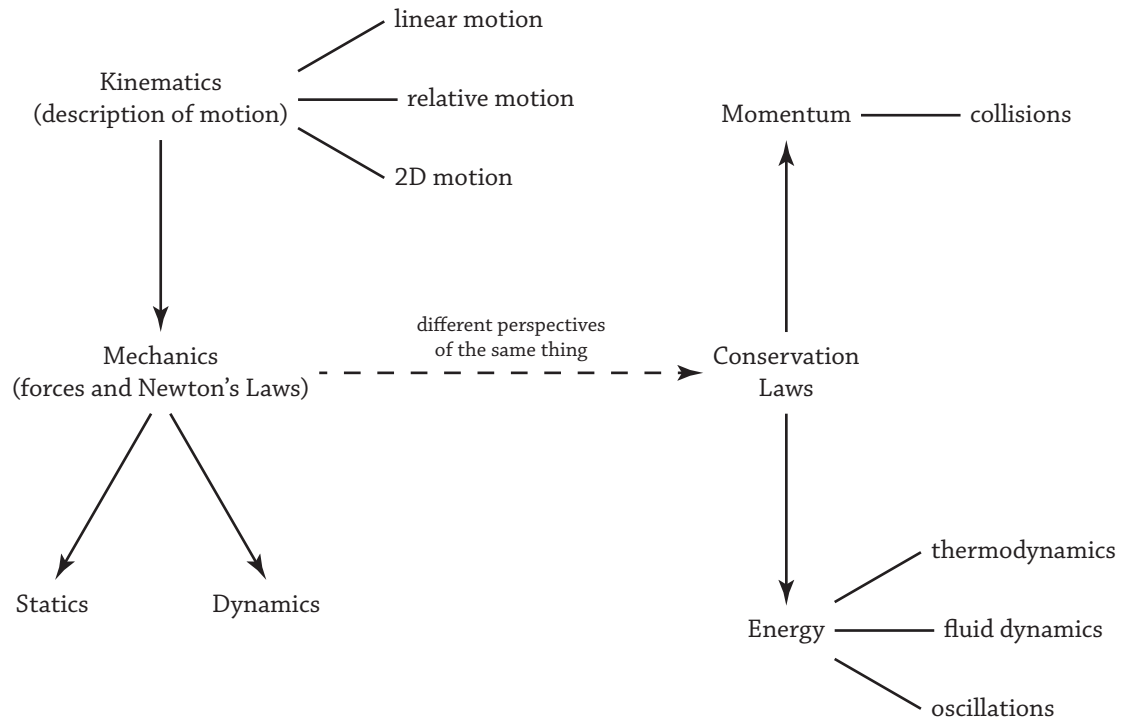 linear motion
Kinematics
(description of motion)
relative motion
2D motion
Momentum
collisions
different perspectives
of the same thing
Mechanics
(forces and Newton's Laws)
Conservation
Laws
Statics
Dynamics
thermodynamics
Energy
fluid dynamics
oscillations